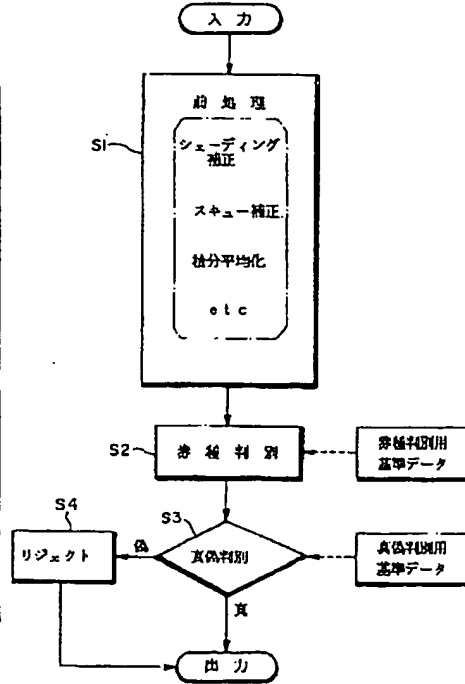 入力
S1
前処理
シェーディング
補正
スキュー補正
積分平均化
etc
S2
券種判別
券種判別用
基準データ
S4
S3
リジェクト
偽
真偽判別
真偽判別用
基準データ
真
出力